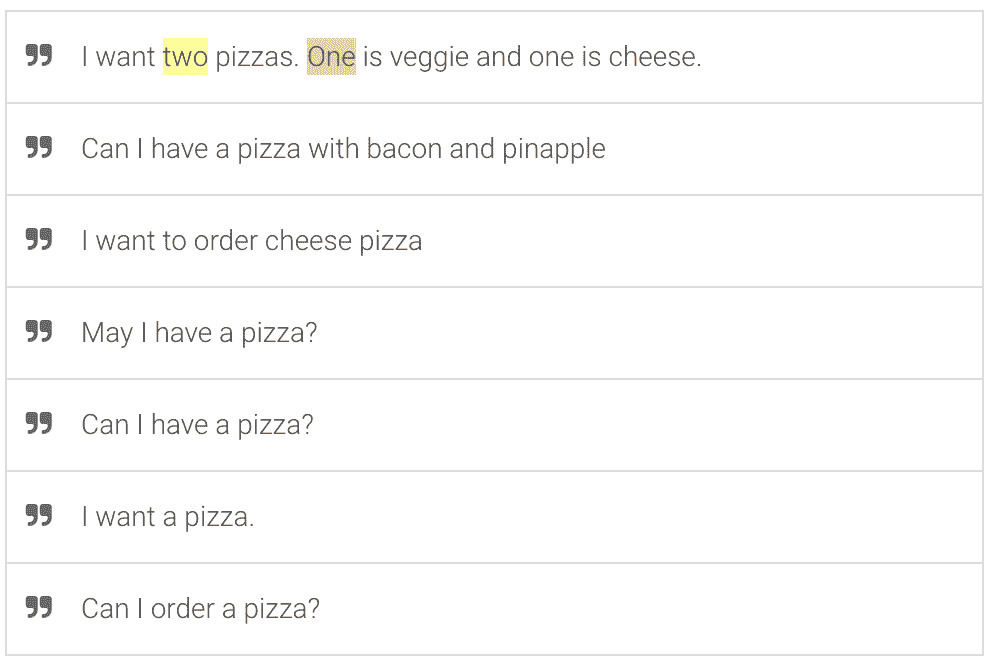 I want two pizzas. One is veggie and one is cheese.
Can I have a pizza with bacon and pinapple
I want to order cheese pizza
May I have a pizza?
Can I have a pizza?
I want a pizza.
Can I order a pizza?